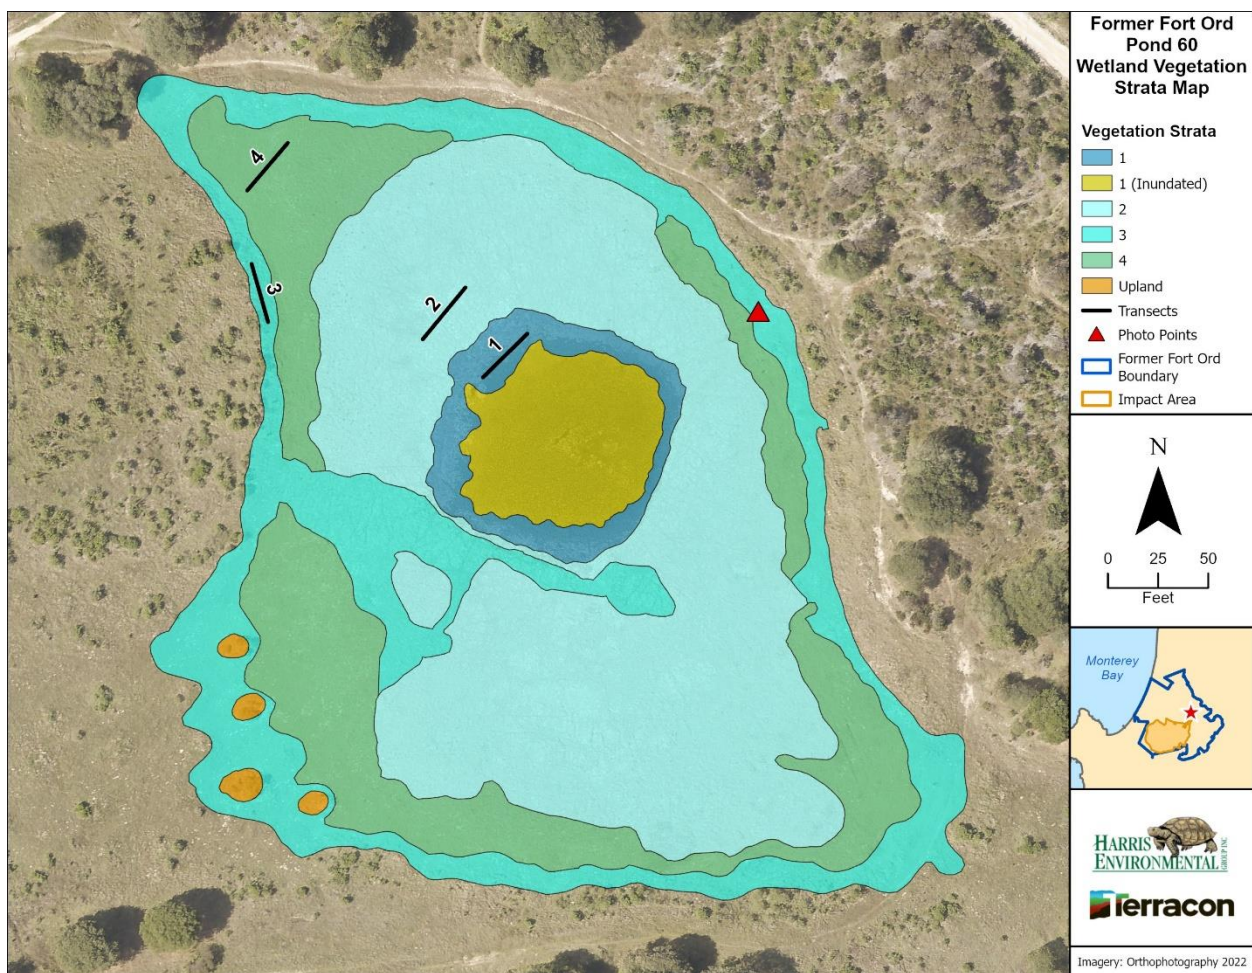 Former Fort Ord
Pond 60
Wetland Vegetation
Strata Map
Vegetation Strata
1
1 (Inundated)
2
3
4
Upland
Transects
Photo Points
Former Fort Ord
Boundary
Impact Area
N
0 25 50
Feet
Monterey
Bay
HARRIS
ENVIRONMENTAL
GROUP INC
Terracon
Imagery: Orthophotography 2022
4
3
2
1